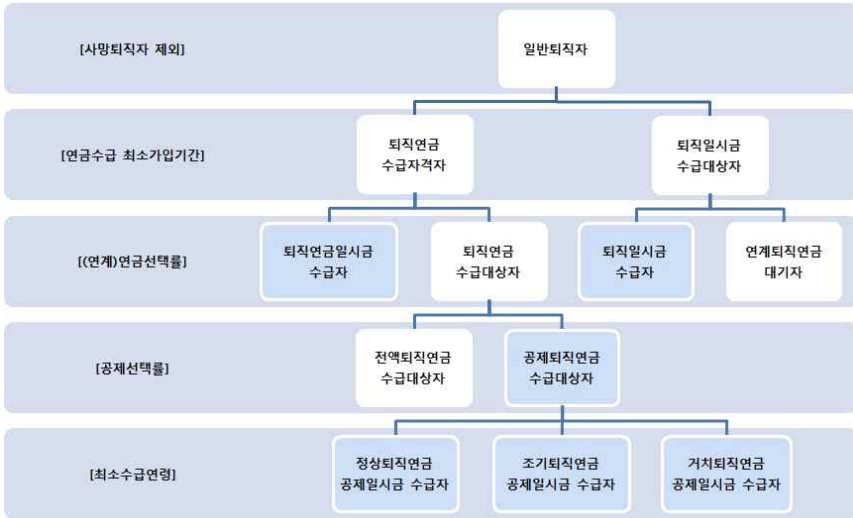 [사망퇴직자 제외]
일반퇴직자
[연금수급 최소가입기간]
퇴직연금
수급자격자
퇴직일시금
수급대상자
[(연계)연금선택률]
퇴직연금일시금
수급자
퇴직연금
수급대상자
퇴직일시금
수급자
연계퇴직연금
대기자
[공제선택률]
전액퇴직연금
수급대상자
공제퇴직연금
수급대상자
[최소수급연령]
정상퇴직연금
공제일시금 수급자
조기퇴직연금
공제일시금 수급자
거치퇴직연금
공제일시금 수급자